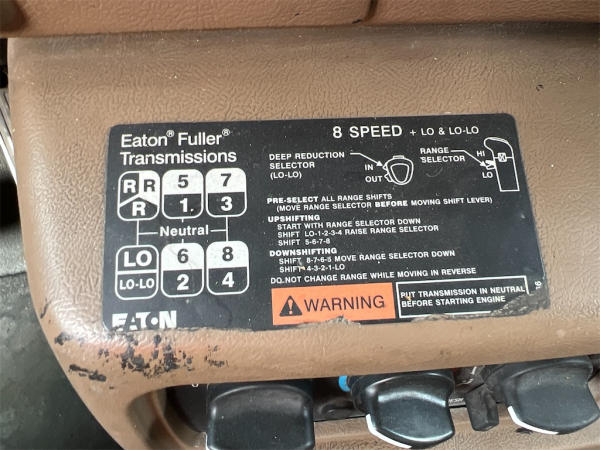 Eaton® Fuller®
Transmissions
8 SPEED + LO & LO-LO
DEEP REDUCTION
SELECTOR
(LO-LO)
IN
OUT
RANGE
SELECTOR
HI
LO
R R 5 7
R 1 3
Neutral
LO 6 8
LO-LO 2 4
PRE-SELECT ALL RANGE SHIFTS
(MOVE RANGE SELECTOR BEFORE MOVING SHIFT LEVER)
UPSHIFTING
START WITH RANGE SELECTOR DOWN
SHIFT LO-1-2-3-4 RAISE RANGE SELECTOR
SHIFT 5-6-7-8
DOWNSHIFTING
SHIFT 8-7-6-5 MOVE RANGE SELECTOR DOWN
SHIFT 4-3-2-1-LO
DO NOT CHANGE RANGE WHILE MOVING IN REVERSE
WARNING
PUT TRANSMISSION IN NEUTRAL
BEFORE STARTING ENGINE
EATON